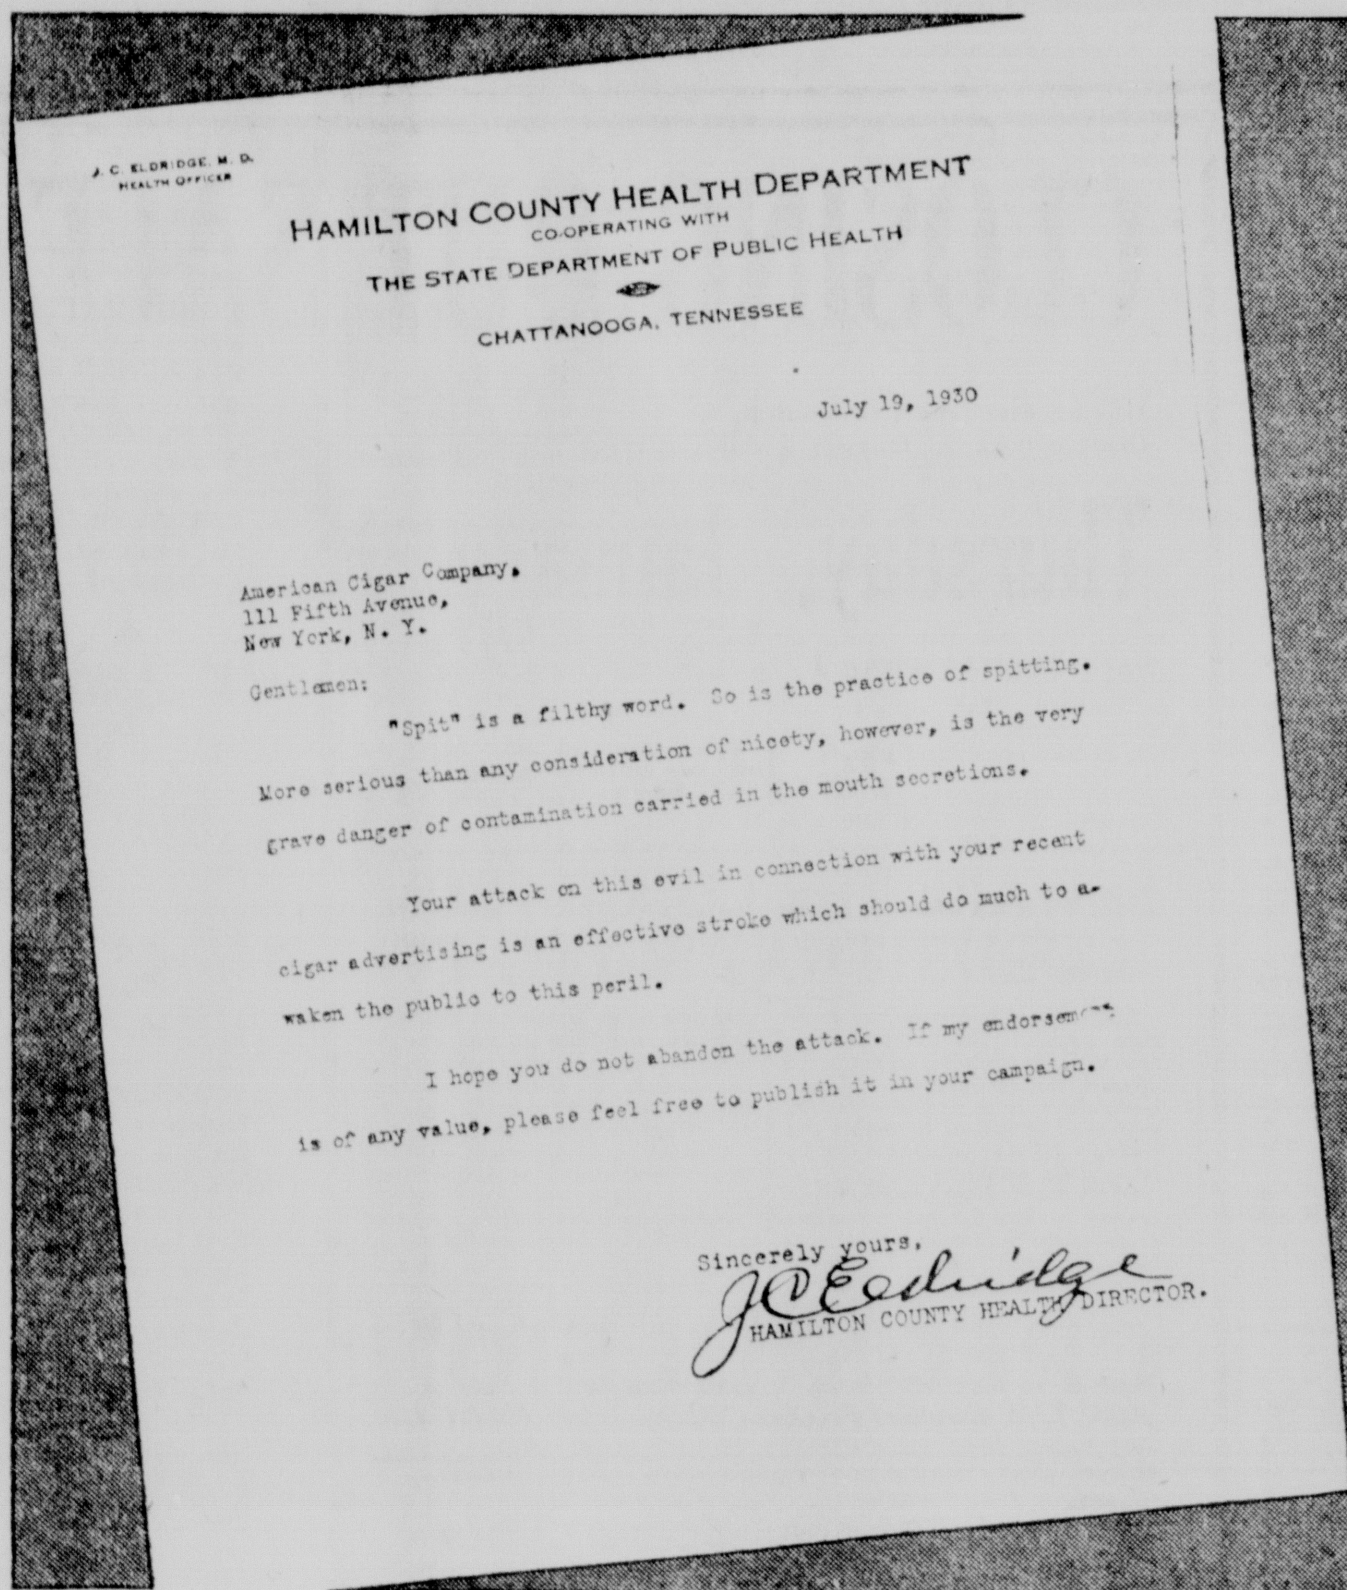 J. C. ELDRIDGE, M. D.
HEALTH OFFICER
HAMILTON COUNTY HEALTH DEPARTMENT
CO-OPERATING WITH
THE STATE DEPARTMENT OF PUBLIC HEALTH
CHATTANOOGA, TENNESSEE
July 19, 1930
American Cigar Company,
111 Fifth Avenue,
New York, N. Y.
Gentlemen:
"Spit" is a filthy word. So is the practice of spitting.
More serious than any consideration of nicety, however, is the very
grave danger of contamination carried in the mouth secretions.
Your attack on this evil in connection with your recent
cigar advertising is an effective stroke which should do much to a-
waken the public to this peril.
I hope you do not abandon the attack. If my endorsement
is of any value, please feel free to publish it in your campaign.
Sincerely yours,
J C Eldridge
HAMILTON COUNTY HEALTH DIRECTOR.